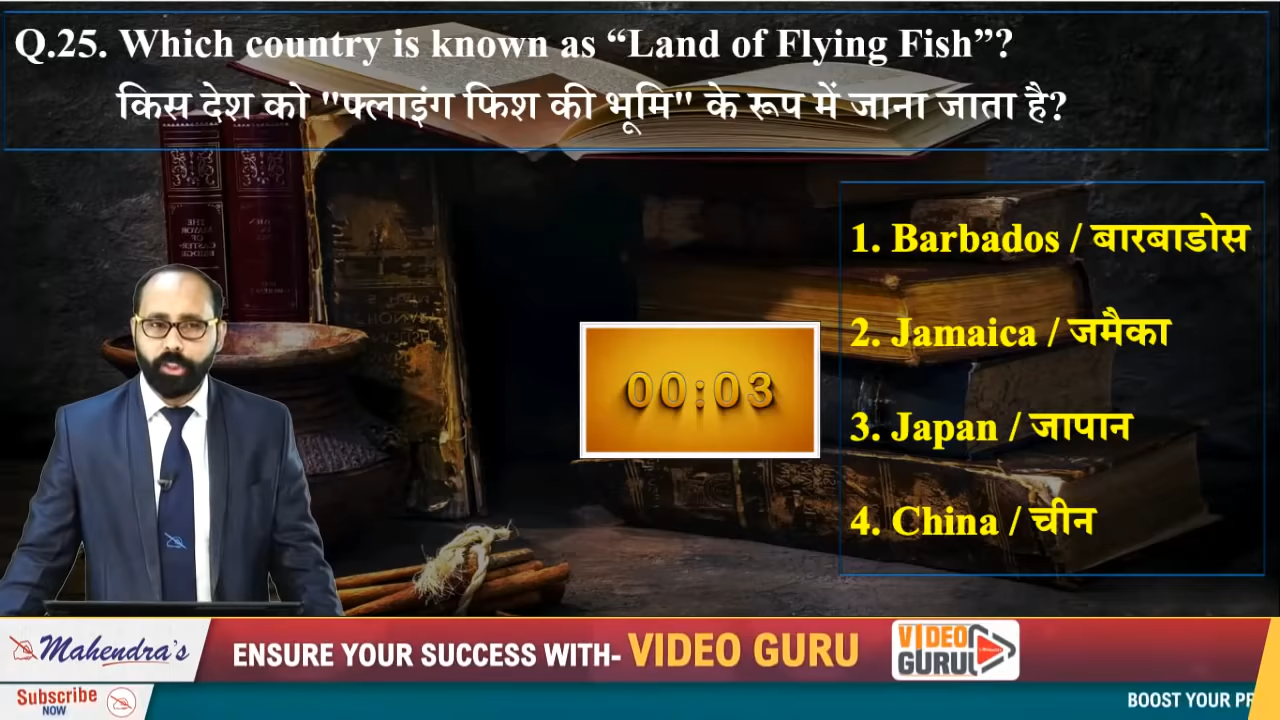 Q.25. Which country is known as “Land of Flying Fish”?
किस देश को "फ्लाइंग फिश की भूमि" के रूप में जाना जाता है?
1. Barbados / बारबाडोस
2. Jamaica / जमैका
3. Japan / जापान
4. China / चीन
00:03
Mahendra's
ENSURE YOUR SUCCESS WITH- VIDEO GURU
VIDEO
GURU
Subscribe
NOW
BOOST YOUR PR